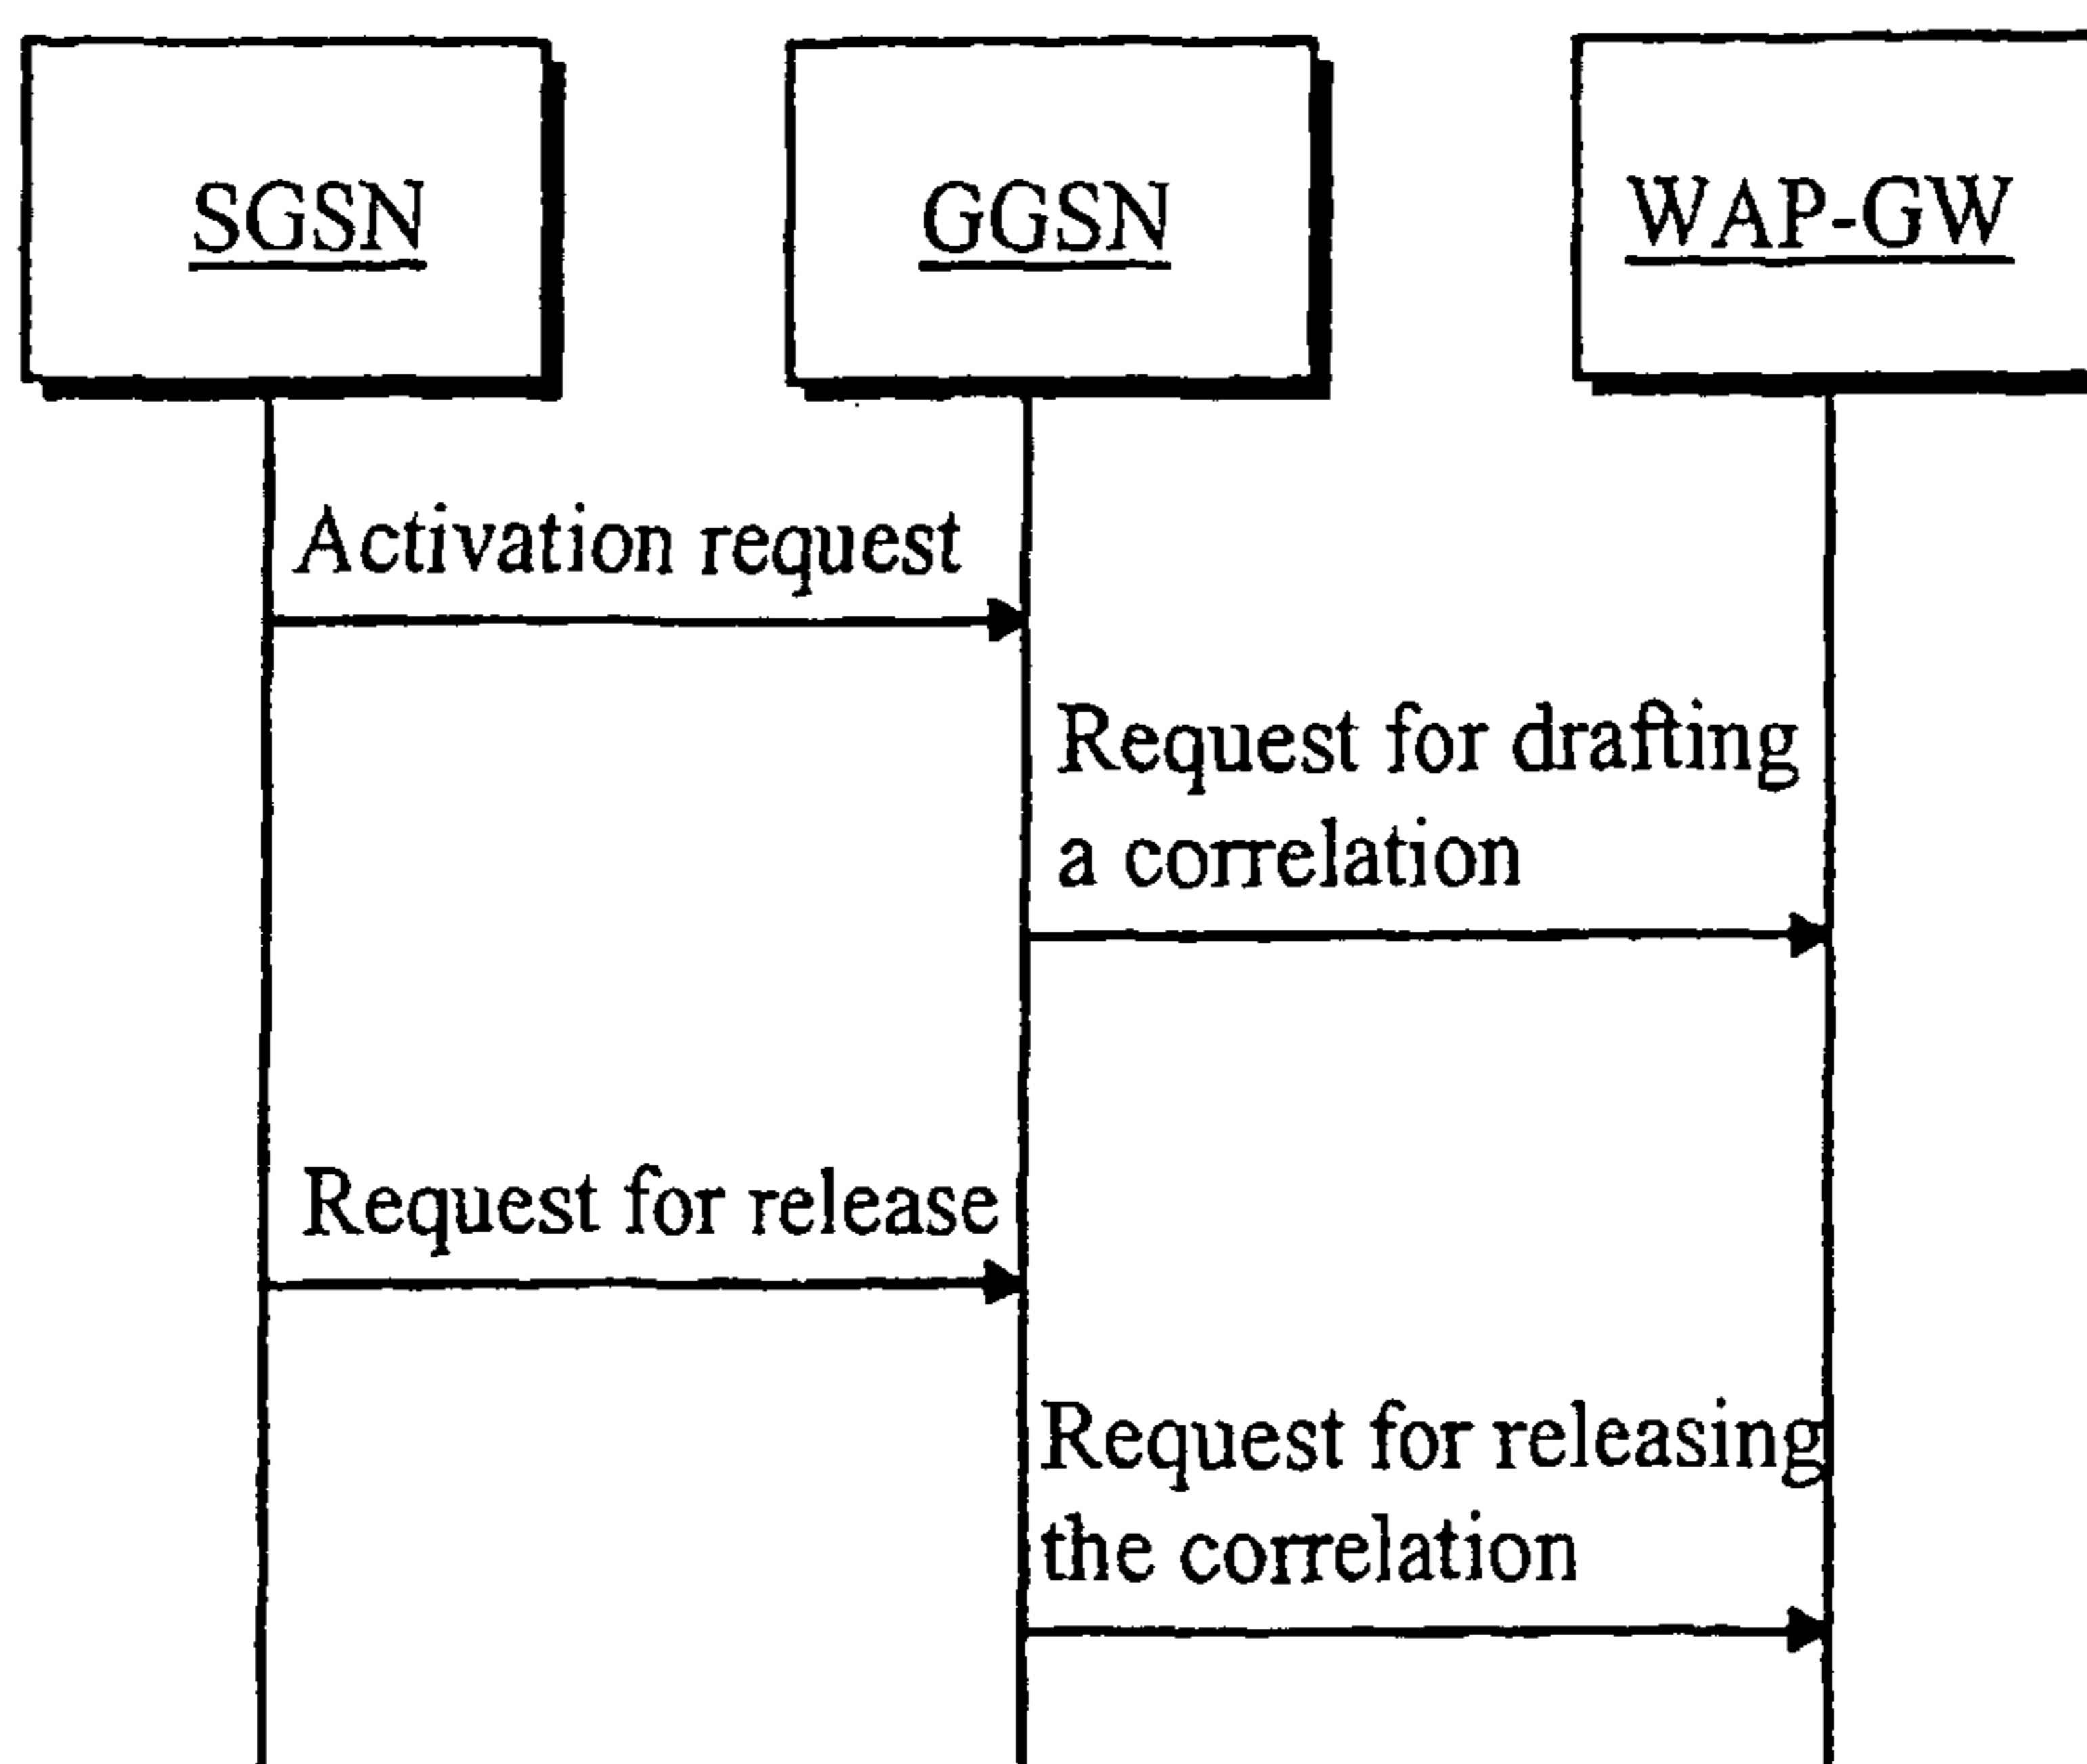 SGSN
GGSN
WAP-GW
Activation request
Request for drafting
a correlation
Request for release
Request for releasing
the correlation